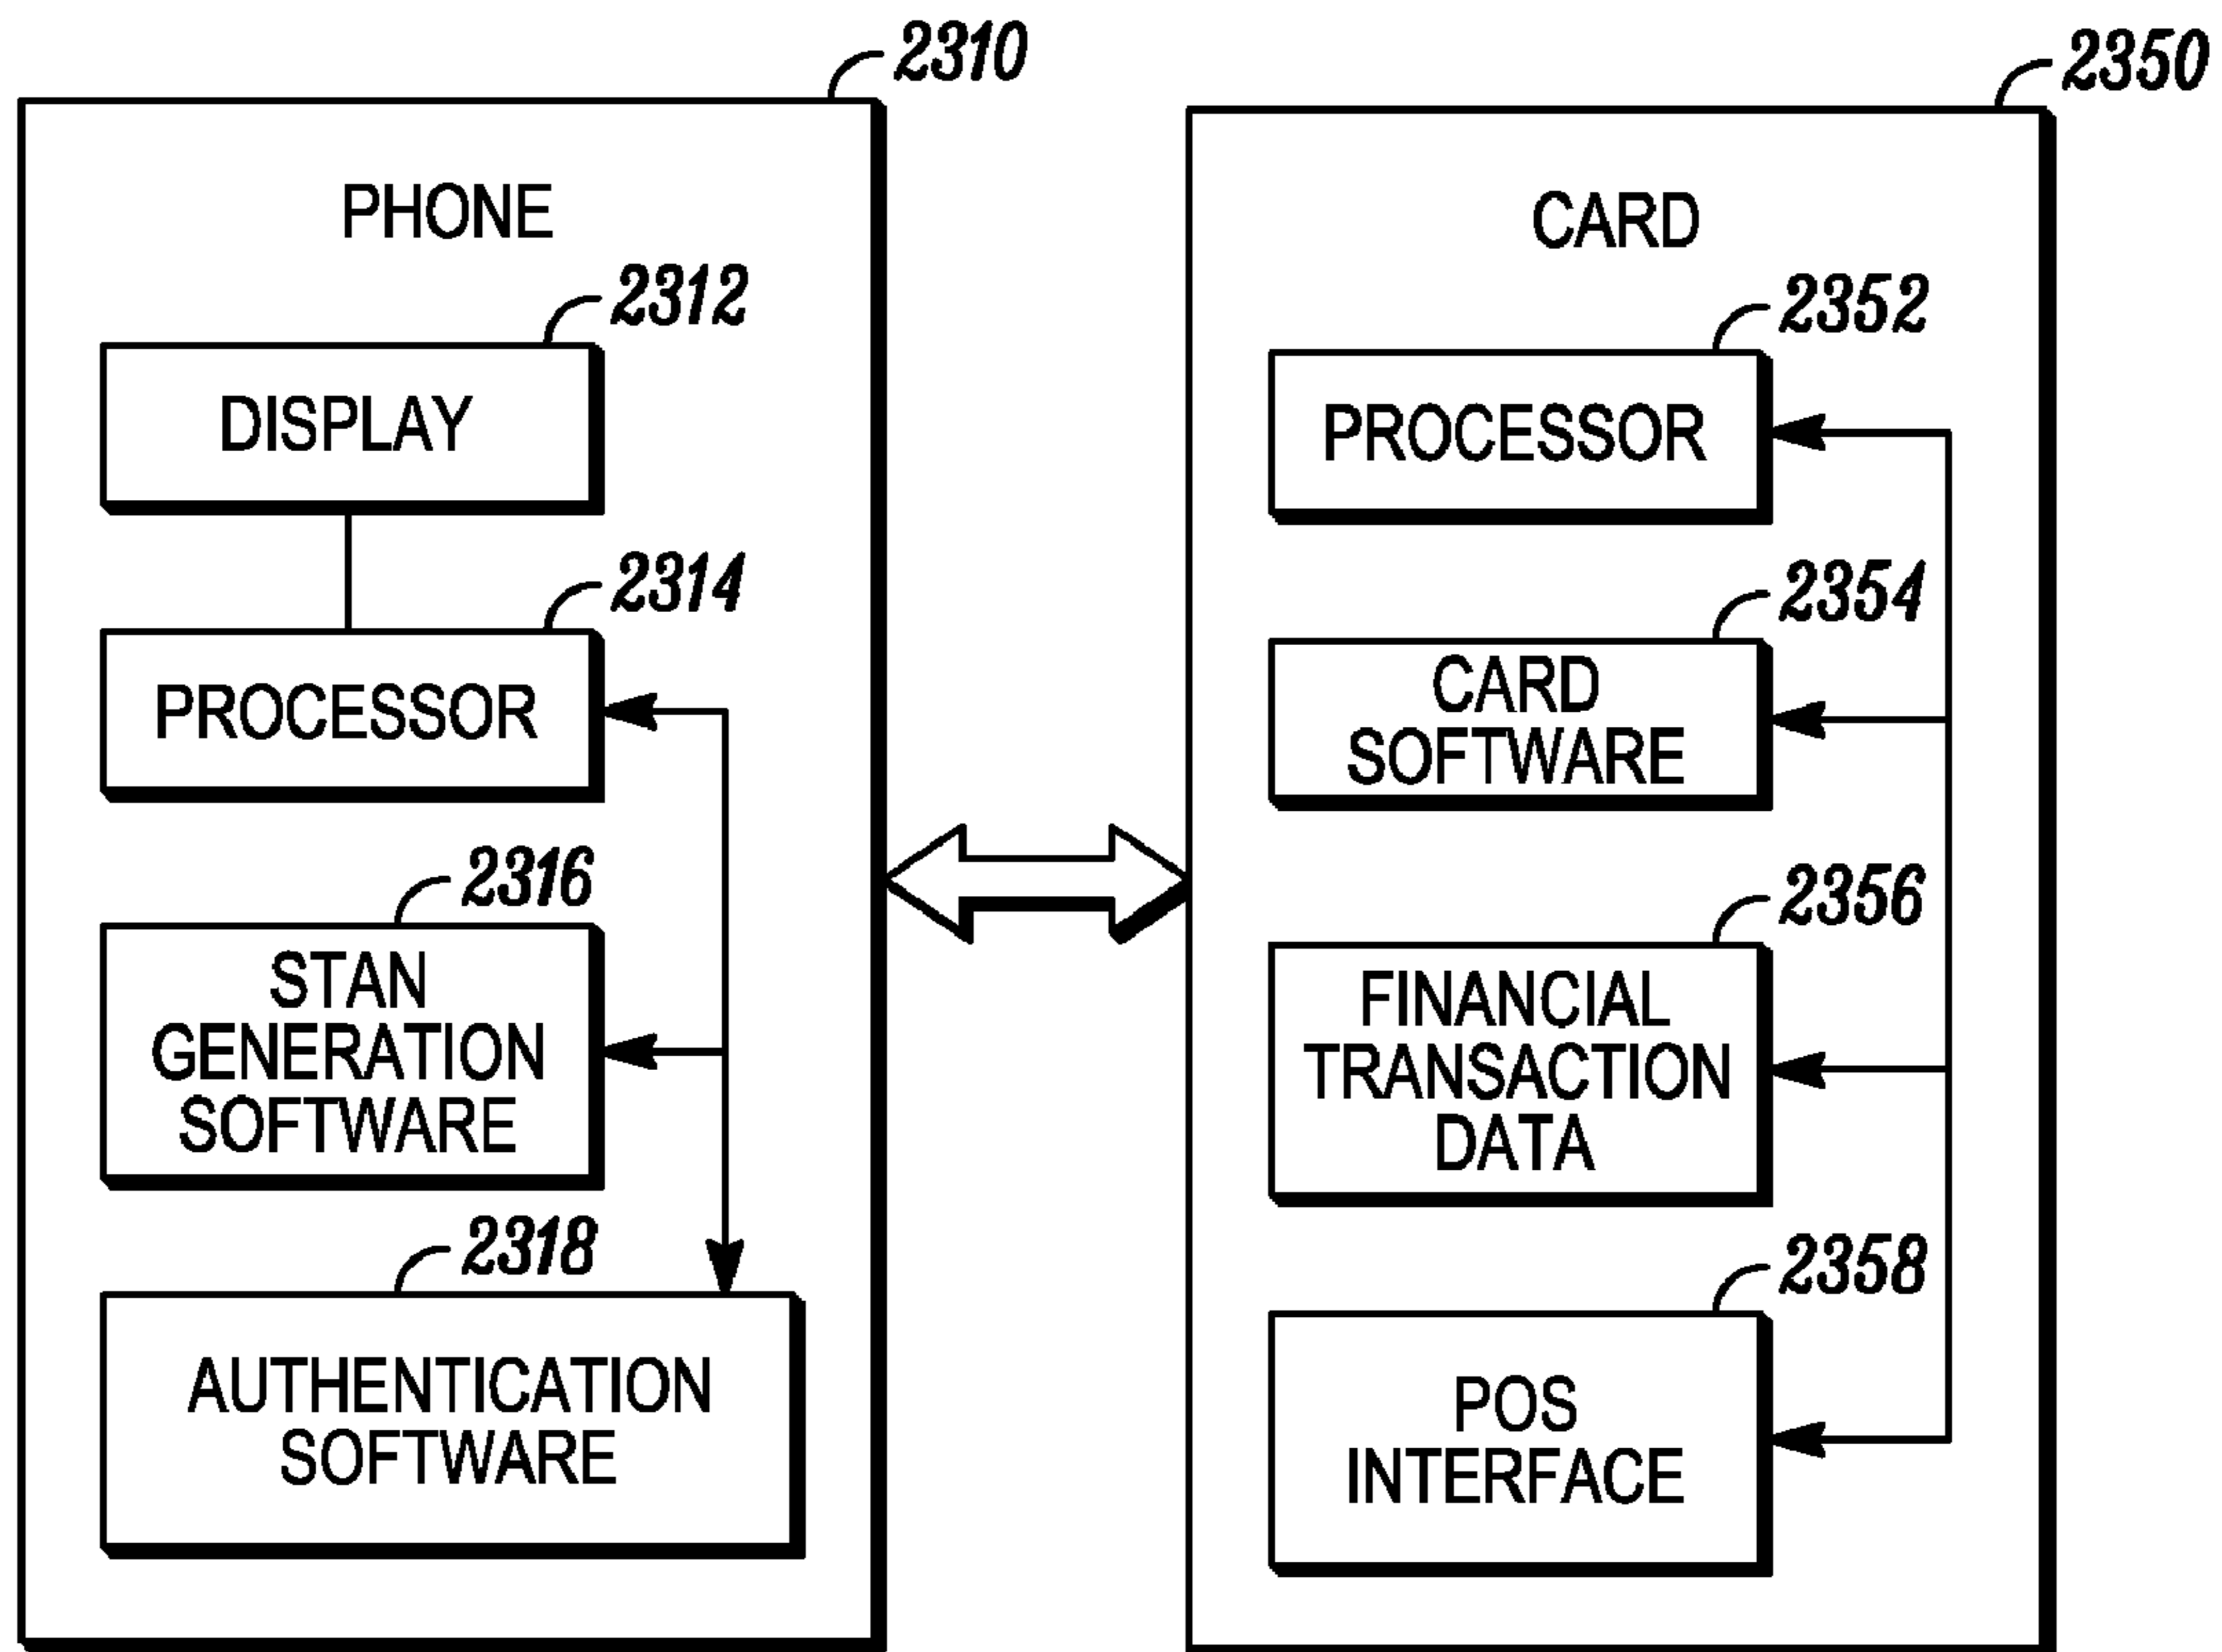 2310
PHONE
2312
DISPLAY
2314
PROCESSOR
2316
STAN
GENERATION
SOFTWARE
2318
AUTHENTICATION
SOFTWARE
2350
CARD
2352
PROCESSOR
2354
CARD
SOFTWARE
2356
FINANCIAL
TRANSACTION
DATA
2358
POS
INTERFACE